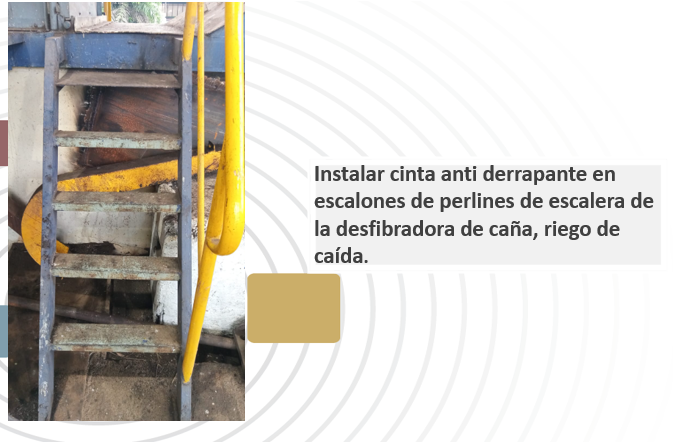 Instalar cinta anti derrapante en
escalones de perlines de escalera de
la desfibradora de caña, riego de
caída.